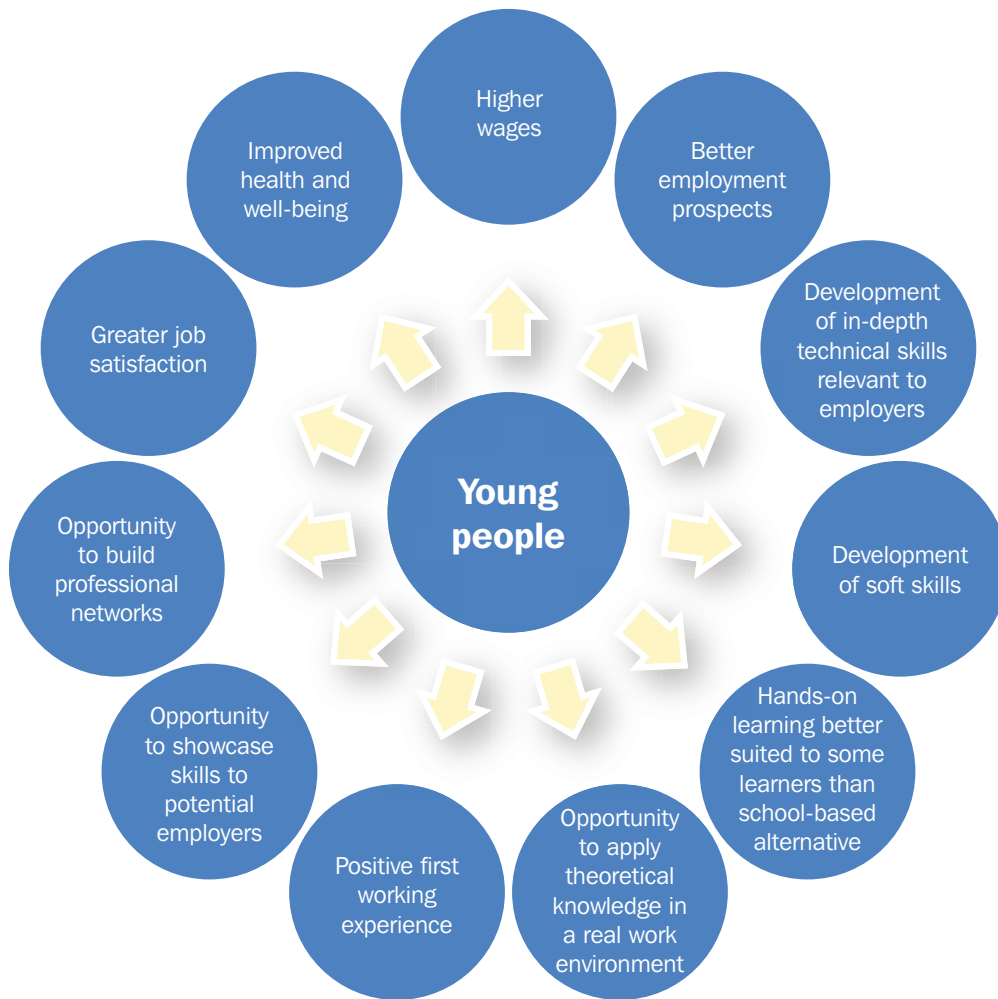 Higher
wages
Better
employment
prospects
Development
of in-depth
technical skills
relevant to
employers
Development
of soft skills
Hands-on
learning better
suited to some
learners than
school-based
alternative
Opportunity
to apply
theoretical
knowledge in
a real work
environment
Positive first
working
experience
Opportunity
to showcase
skills to
potential
employers
Opportunity
to build
professional
networks
Greater job
satisfaction
Improved
health and
well-being
Young
people